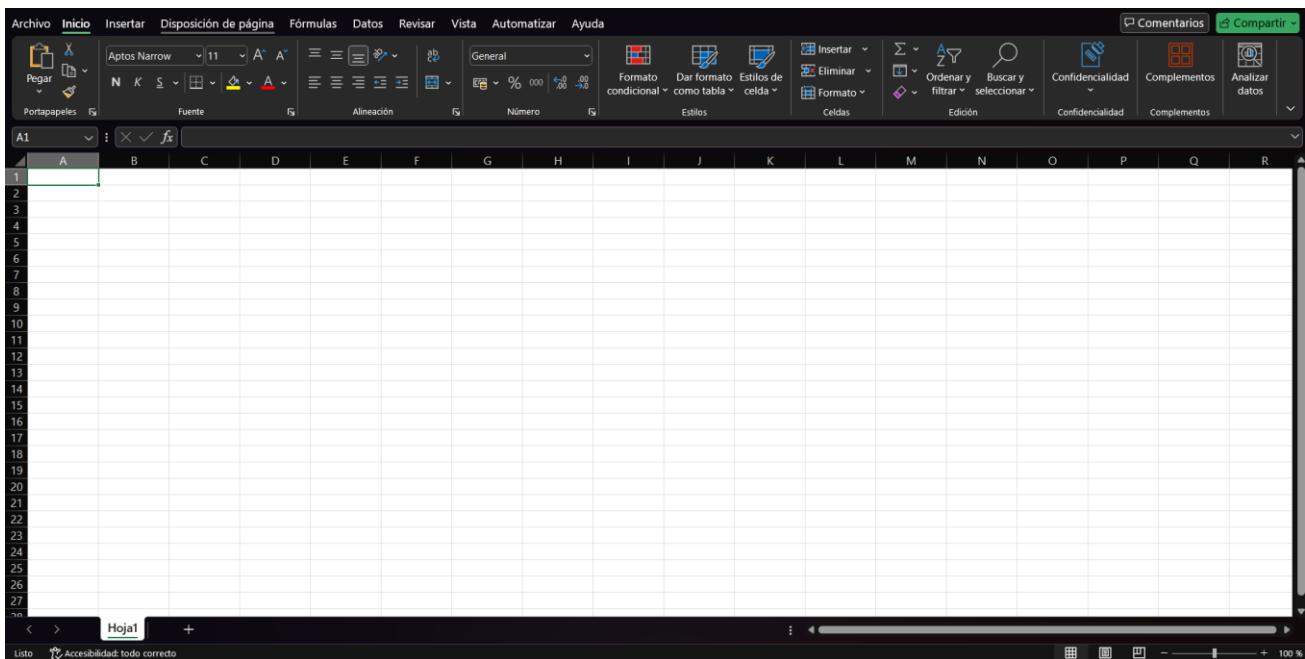 Archivo Inicio Insertar Disposición de página Fórmulas Datos Revisar Vista Automatizar Ayuda Comentarios Compartir
Pegar
Portapapeles
Aptos Narrow 11 A A
N K S A
Fuente
ab
Alineación
General
% 000
Número
Formato condicional
Dar formato como tabla
Estilos de celda
Estilos
Insertar
Eliminar
Formato
Celdas
Ordenar y filtrar
Buscar y seleccionar
Edición
Confidencialidad
Confidencialidad
Complementos
Complementos
Analizar datos
A1 fx
A B C D E F G H I J K L M N O P Q R
1
2
3
4
5
6
7
8
9
10
11
12
13
14
15
16
17
18
19
20
21
22
23
24
25
26
27
28
Hoja1 +
Listo Accesibilidad: todo correcto 100 %